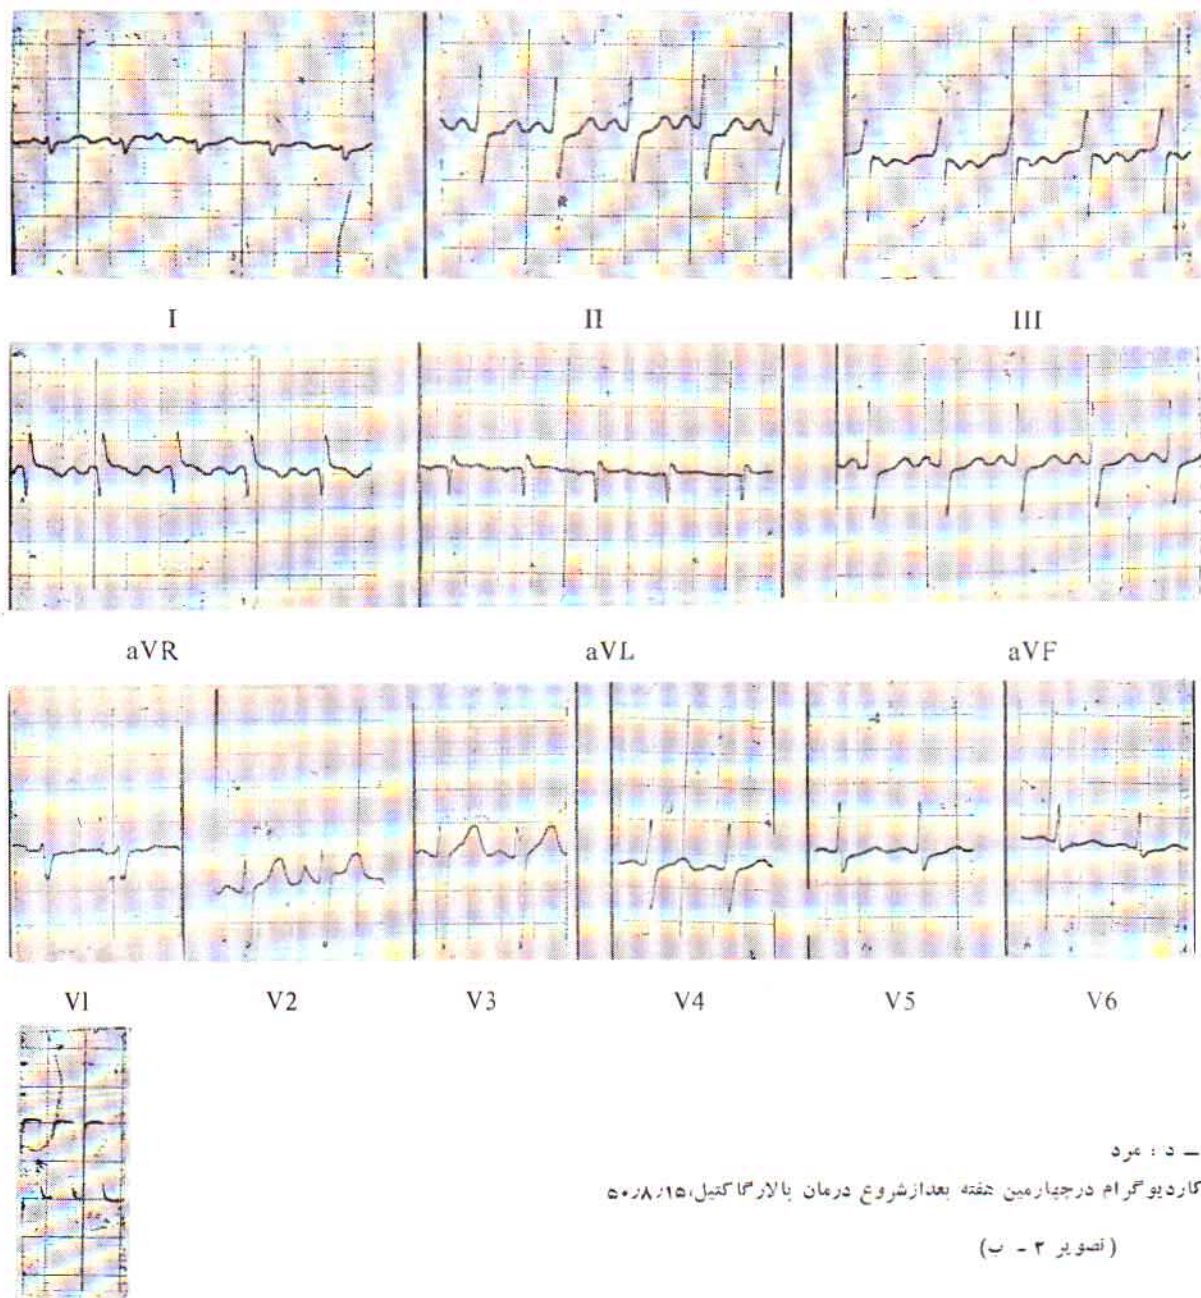 I II III
aVR aVL aVF
V1 V2 V3 V4 V5 V6
ـ د : مرد
کاردیوگرام درچهارمین هفته بعدازشروع درمان بالارگاکتیل،۵۰٫۸٫۱۵
(تصویر ۲ - ب)